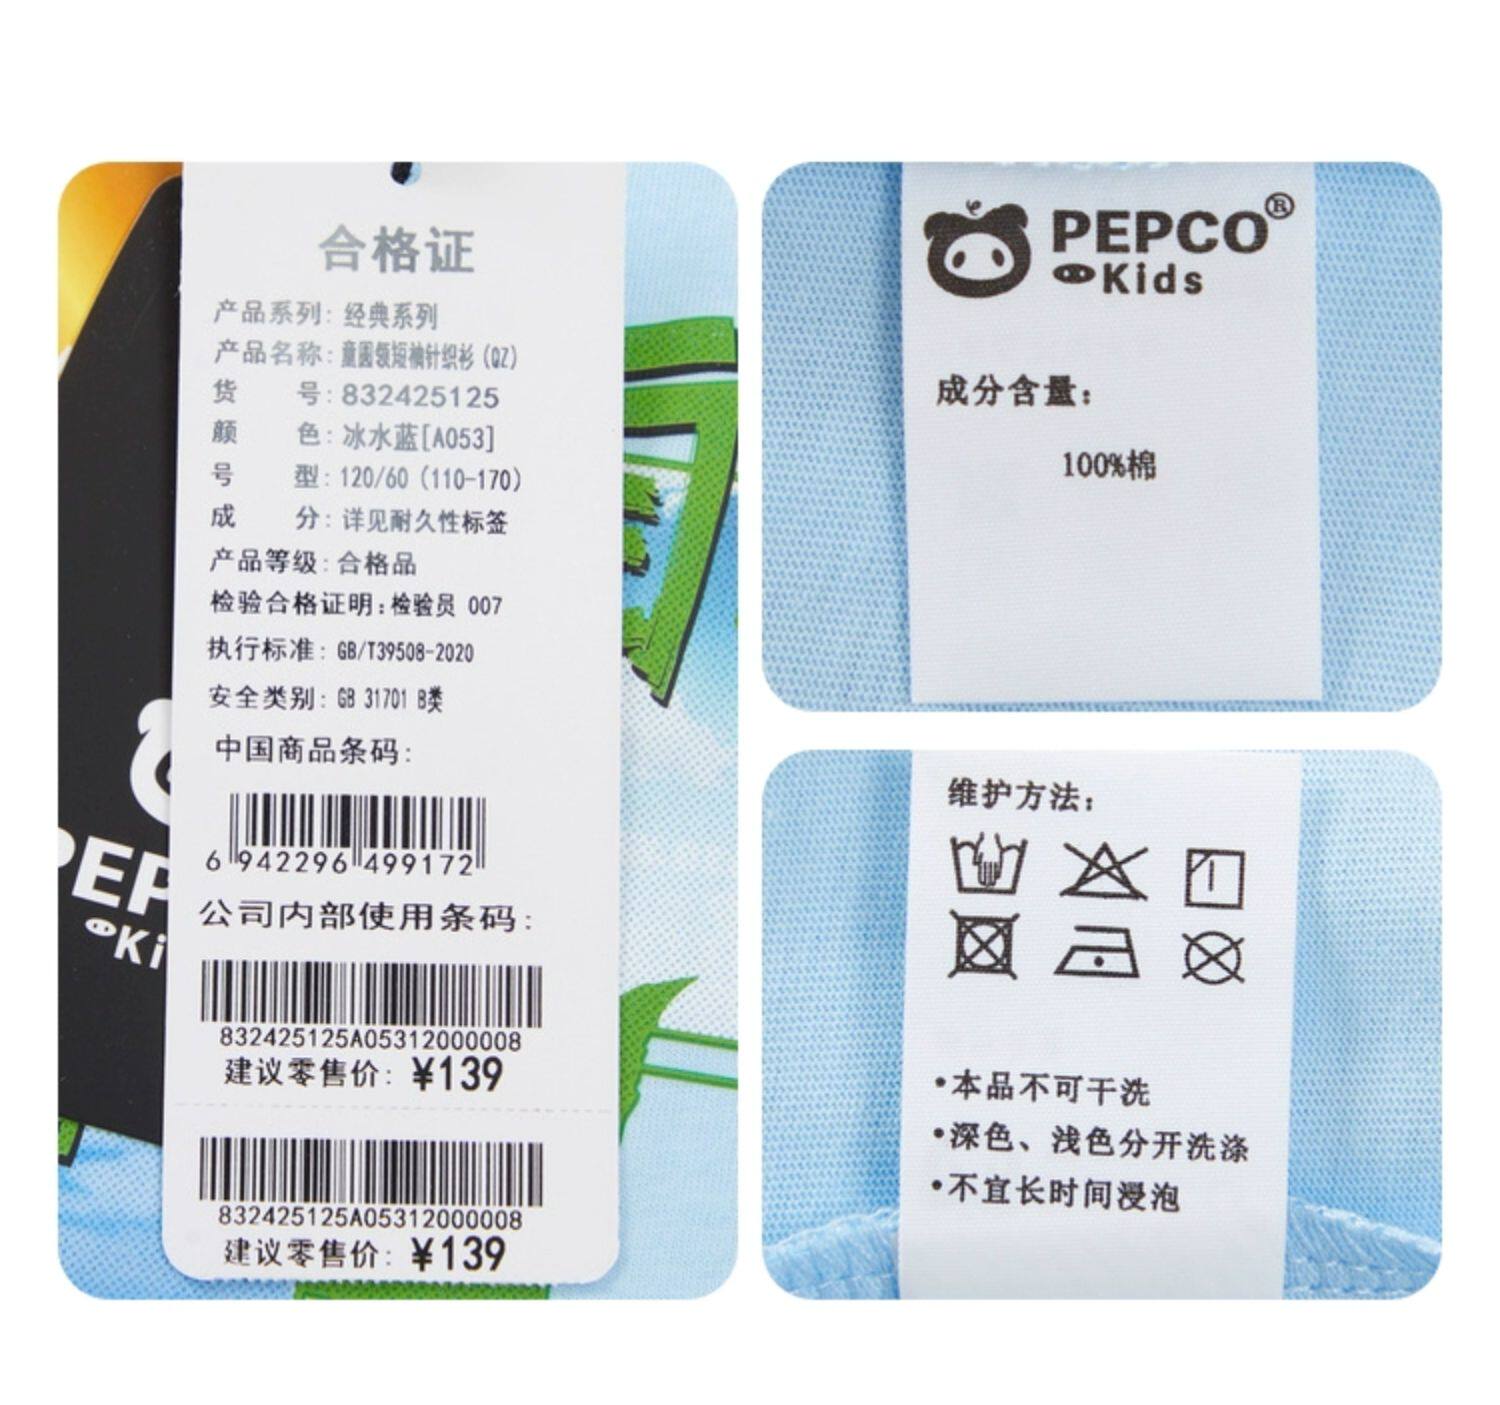 合格证
产品系列: 经典系列
产品名称: 童圆领短袖针织衫 (QZ)
货 号: 832425125
颜 色: 冰水蓝[A053]
号 型: 120/60 (110-170)
成 分: 详见耐久性标签
产品等级: 合格品
检验合格证明: 检验员 007
执行标准: GB/T39508-2020
安全类别: GB 31701 B类
中国商品条码:
6 942296 499172
公司内部使用条码:
832425125A05312000008
建议零售价: ¥139
832425125A05312000008
建议零售价: ¥139
PEP
Ki
PEPCO®
Kids
成分含量:
100%棉
维护方法:
•本品不可干洗
•深色、浅色分开洗涤
•不宜长时间浸泡